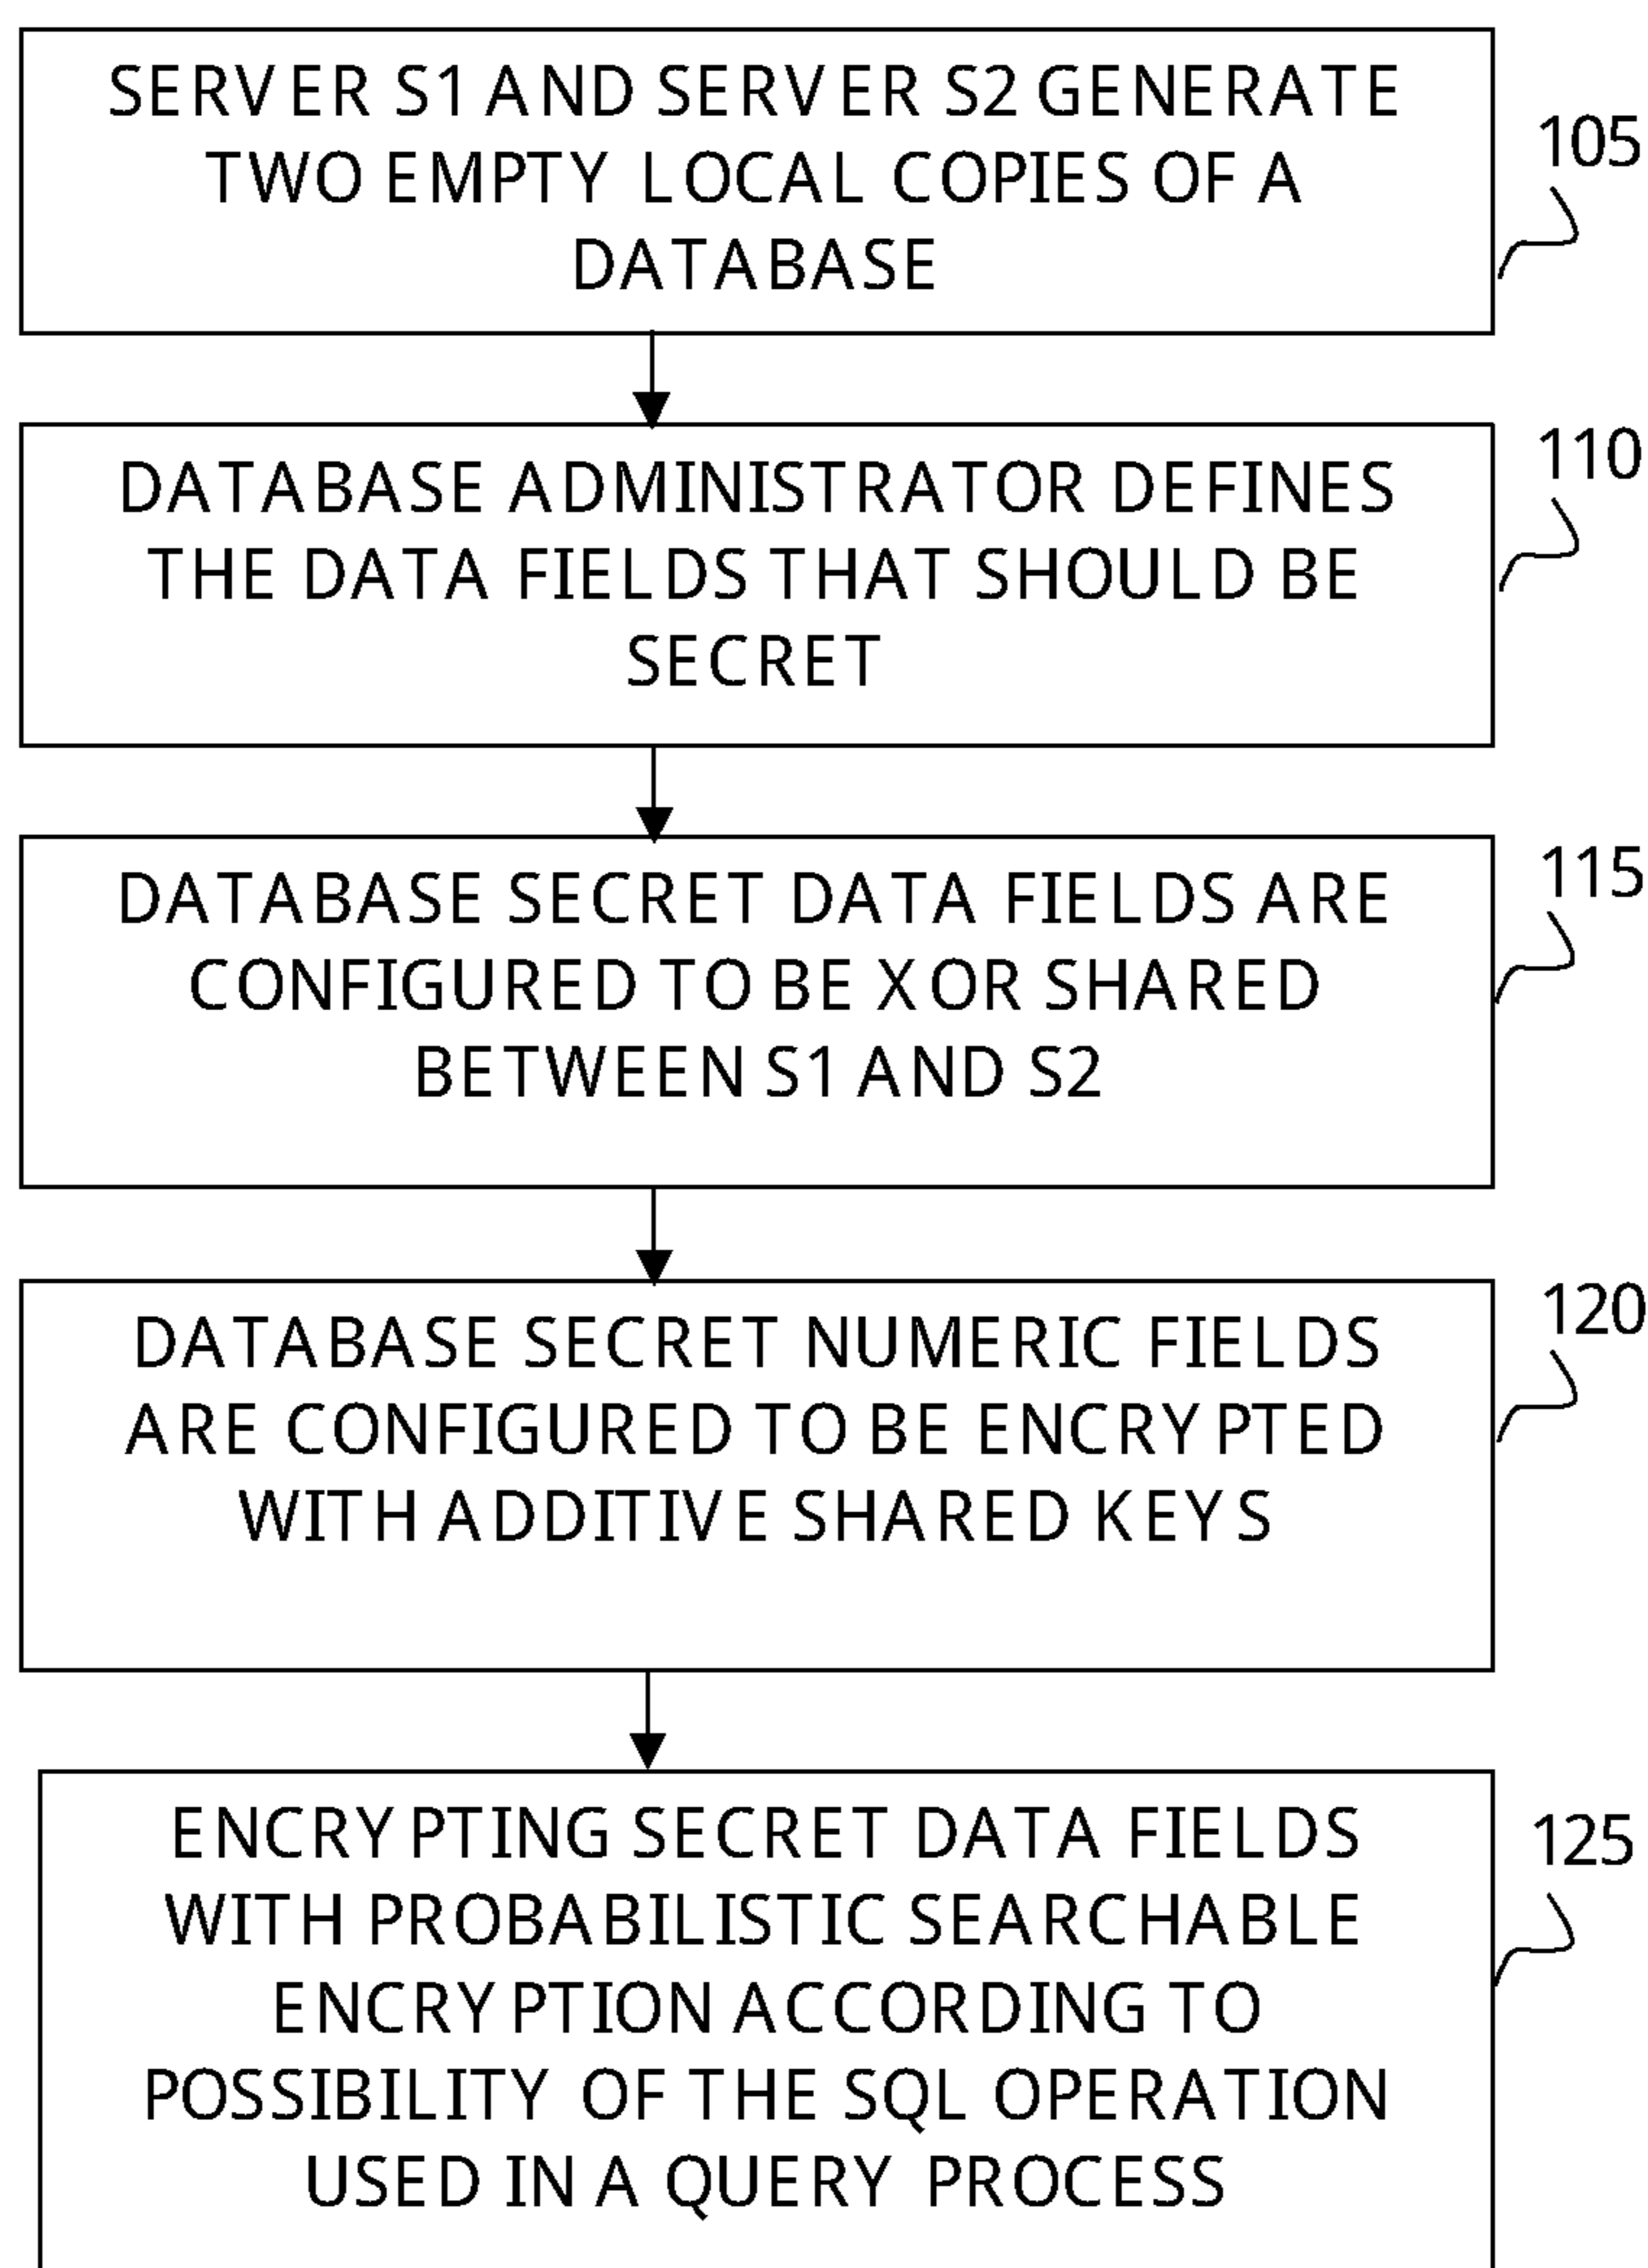 SERVER S1 AND SERVER S2 GENERATE
TWO EMPTY LOCAL COPIES OF A
DATABASE
105
DATABASE ADMINISTRATOR DEFINES
THE DATA FIELDS THAT SHOULD BE
SECRET
110
DATABASE SECRET DATA FIELDS ARE
CONFIGURED TO BE XOR SHARED
BETWEEN S1 AND S2
115
DATABASE SECRET NUMERIC FIELDS
ARE CONFIGURED TO BE ENCRYPTED
WITH ADDITIVE SHARED KEYS
120
ENCRYPTING SECRET DATA FIELDS
WITH PROBABILISTIC SEARCHABLE
ENCRYPTION ACCORDING TO
POSSIBILITY OF THE SQL OPERATION
USED IN A QUERY PROCESS
125